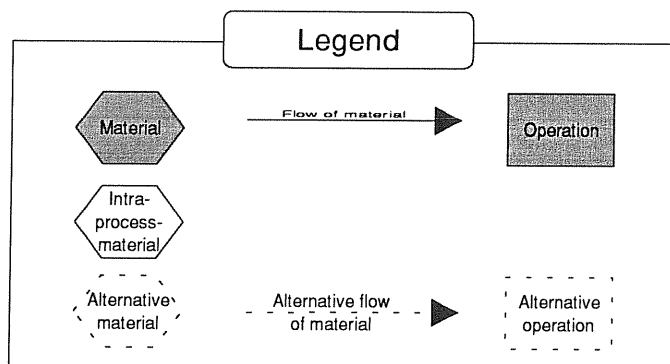 Legend
Material
Flow of material
Operation
Intra-
process-
material
Alternative
material
Alternative flow
of material
Alternative
operation